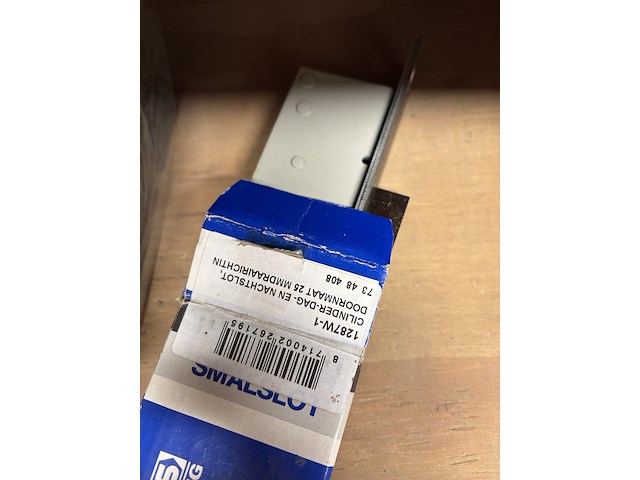 1287W-1
CILINDER-DAG- EN NACHTSLOT,
DOORNMAAT 25 MMDRAAIRICHTIN
73 48 408
8 714002 267195
SMALSLOT
S
G